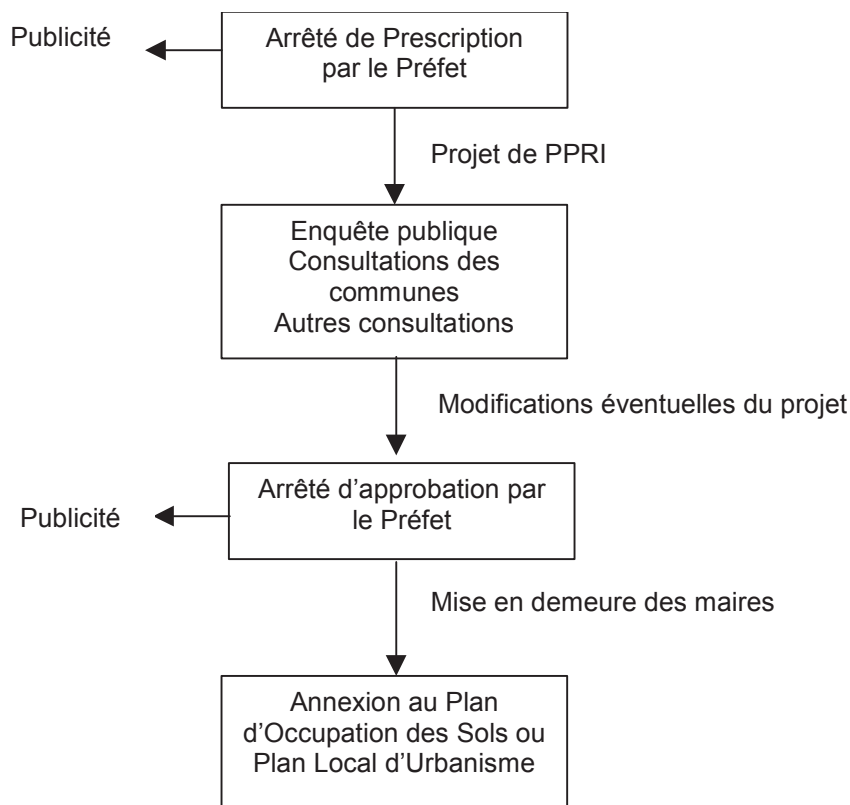 Publicité
Arrêté de Prescription
par le Préfet
Projet de PPRI
Enquête publique
Consultations des
communes
Autres consultations
Modifications éventuelles du projet
Arrêté d’approbation par
le Préfet
Publicité
Mise en demeure des maires
Annexion au Plan
d’Occupation des Sols ou
Plan Local d’Urbanisme